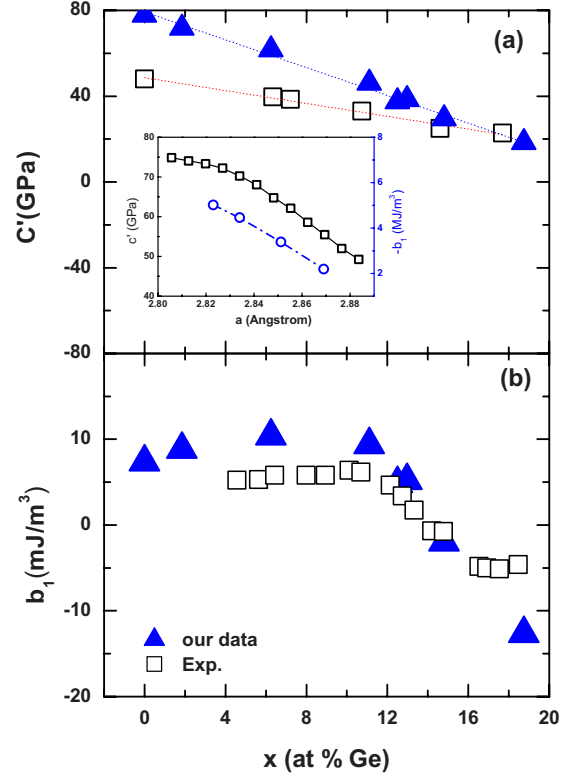 80
(a)
40
0
-40
-80
C'(GPa)
80
70
60
50
40
c' (GPa)
8
6
4
2
-b1 (MJ/m³)
2.80 2.82 2.84 2.86 2.88
a (Angstrom)
(b)
20
10
0
-10
-20
b1(mJ/m³)
our data
Exp.
0 4 8 12 16 20
x (at % Ge)